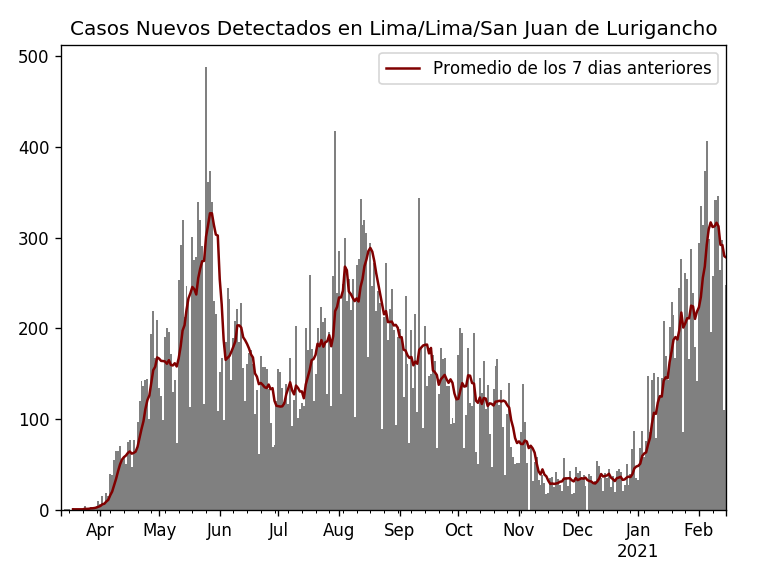 Casos Nuevos Detectados en Lima/Lima/San Juan de Lurigancho
Promedio de los 7 dias anteriores
500
400
300
200
100
0
Apr May Jun Jul Aug Sep Oct Nov Dec Jan Feb
2021